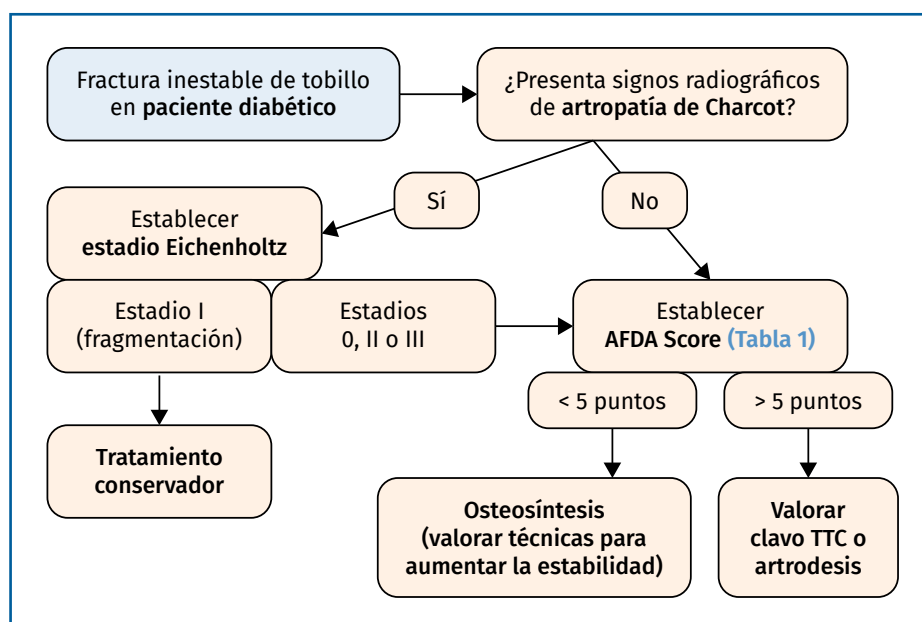 Fractura inestable de tobillo
en paciente diabético
¿Presenta signos radiográficos
de artropatía de Charcot?
Sí
No
Establecer
estadio Eichenholtz
Estadio I
(fragmentación)
Estadios
0, II o III
Establecer
AFDA Score (Tabla 1)
< 5 puntos
> 5 puntos
Tratamiento
conservador
Osteosíntesis
(valorar técnicas para
aumentar la estabilidad)
Valorar
clavo TTC o
artrodesis